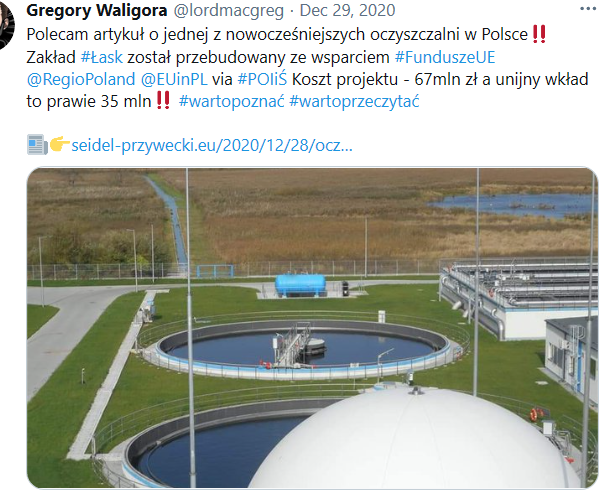 Gregory Waligora @lordmacgreg · Dec 29, 2020
Polecam artykuł o jednej z nowocześniejszych oczyszczalni w Polsce‼️
Zakład #Łask został przebudowany ze wsparciem #FunduszeUE
@RegioPoland @EUinPL via #POIiŚ Koszt projektu - 67mln zł a unijny wkład
to prawie 35 mln‼️ #wartopoznać #wartoprzeczytać
📰👉seidel-przywecki.eu/2020/12/28/ocz...